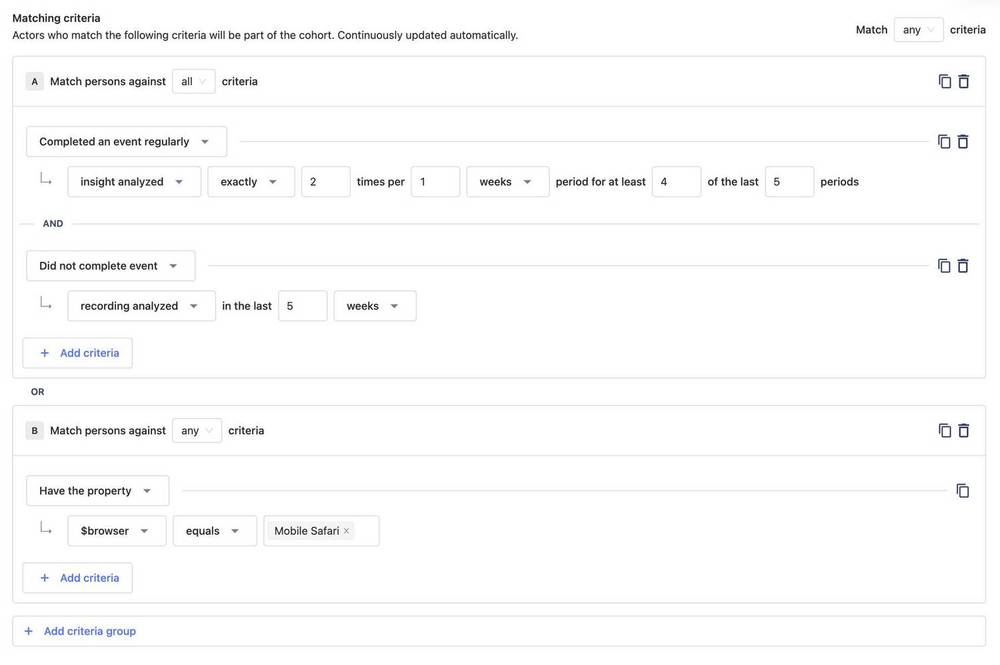 Matching criteria
Actors who match the following criteria will be part of the cohort. Continuously updated automatically.
Match any criteria
A Match persons against all criteria
Completed an event regularly
insight analyzed exactly 2 times per 1 weeks period for at least 4 of the last 5 periods
AND
Did not complete event
recording analyzed in the last 5 weeks
+ Add criteria
OR
B Match persons against any criteria
Have the property
$browser equals Mobile Safari ×
+ Add criteria
+ Add criteria group